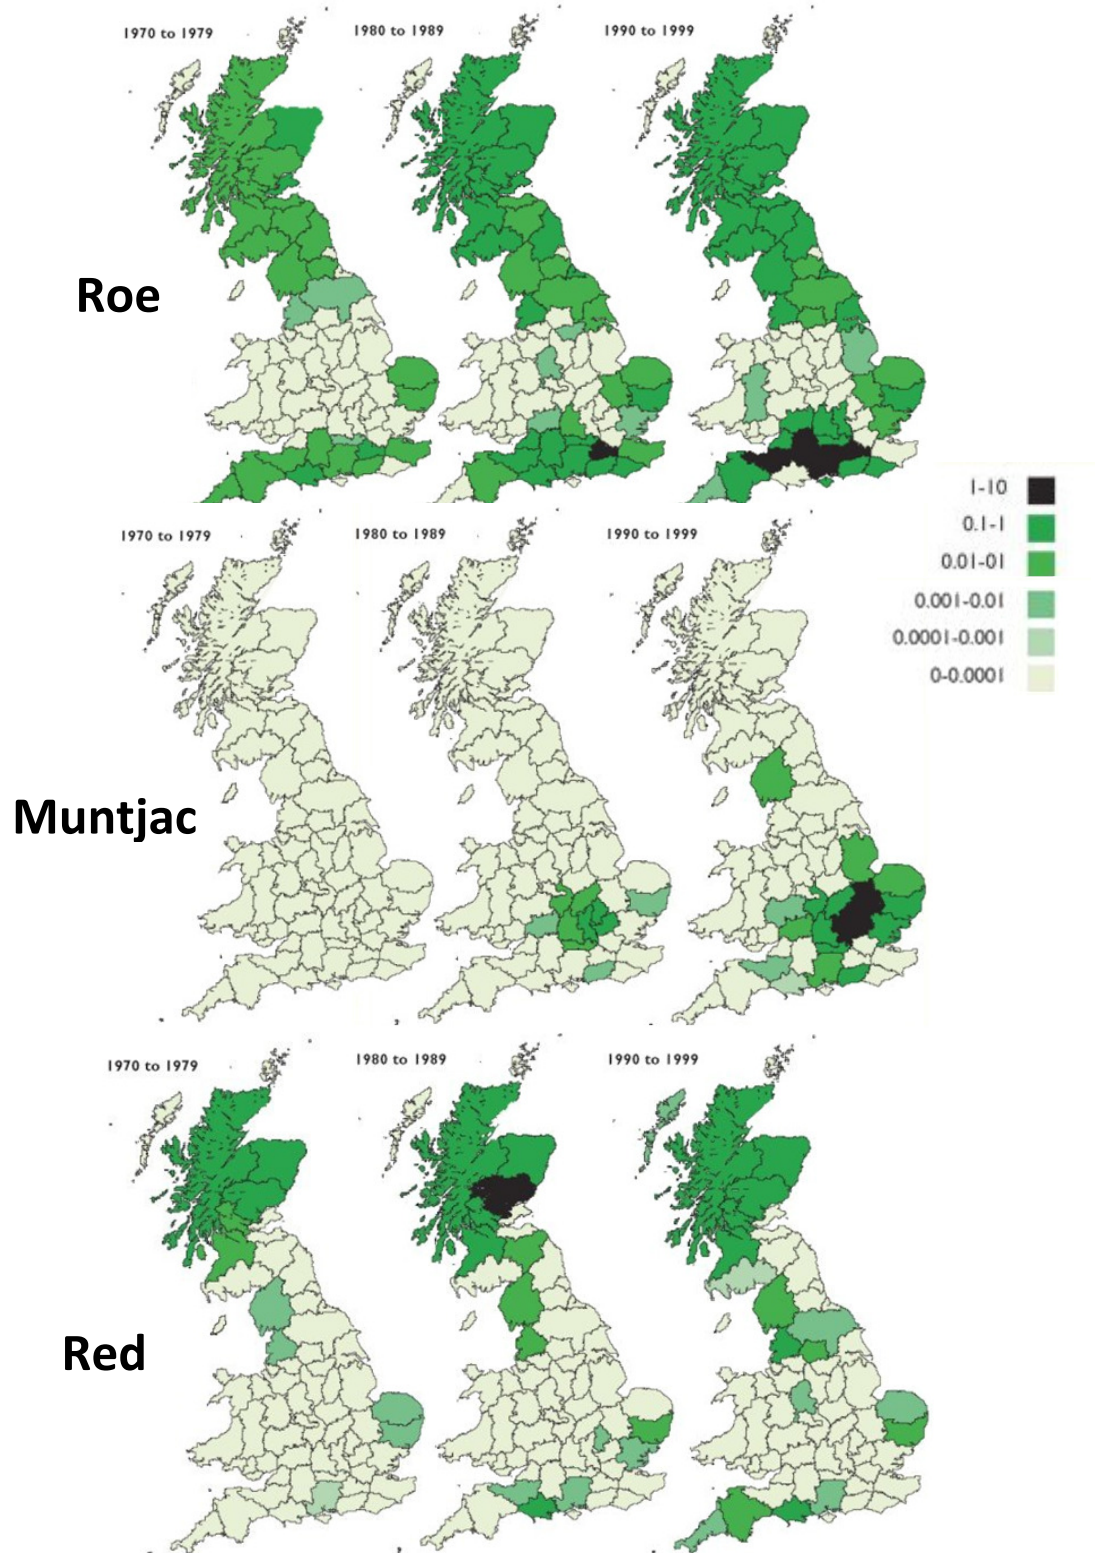 1970 to 1979
1980 to 1989
1990 to 1999
Roe
1-10
0.1-1
0.01-01
0.001-0.01
0.0001-0.001
0-0.0001
1970 to 1979
1980 to 1989
1990 to 1999
Muntjac
1970 to 1979
1980 to 1989
1990 to 1999
Red